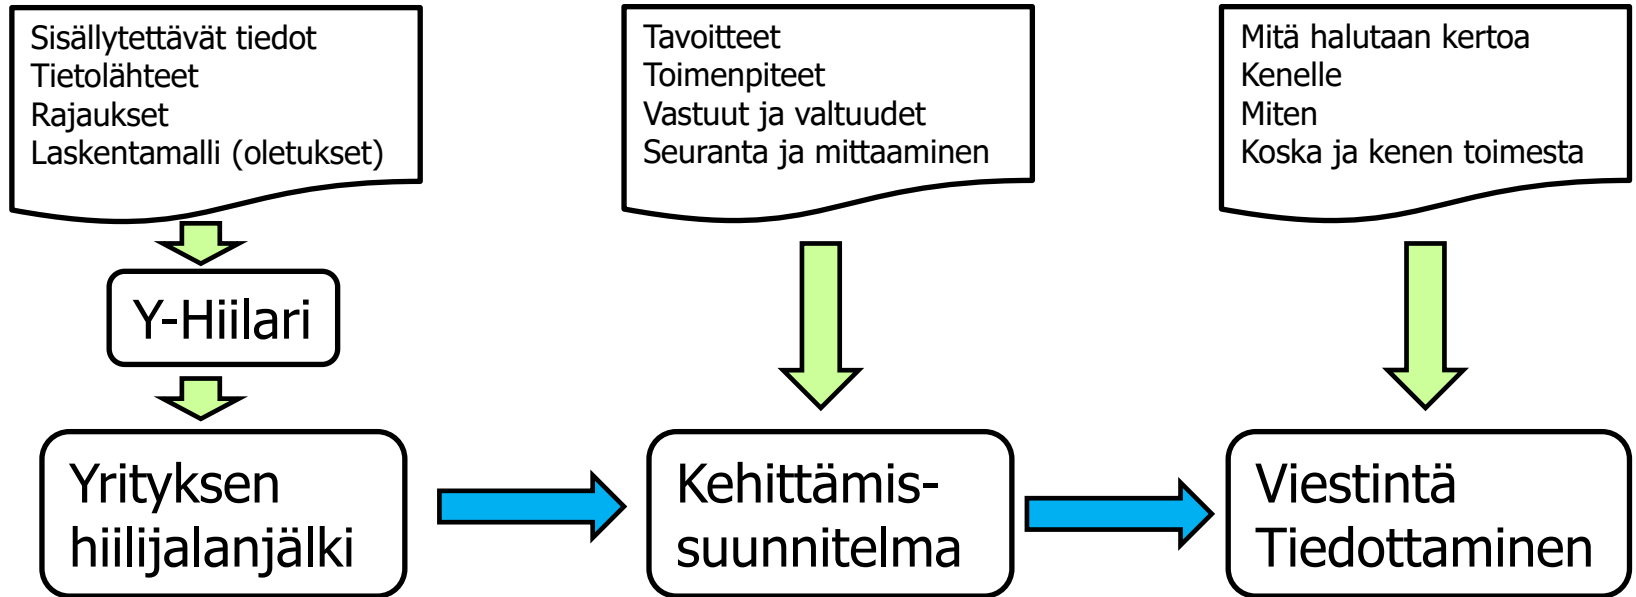 Sisällytettävät tiedot
Tietolähteet
Rajaukset
Laskentamalli (oletukset)
Tavoitteet
Toimenpiteet
Vastuut ja valtuudet
Seuranta ja mittaaminen
Mitä halutaan kertoa
Kenelle
Miten
Koska ja kenen toimesta
Y-Hiilari
Yrityksen
hiilijalanjälki
Kehittämis-
suunnitelma
Viestintä
Tiedottaminen